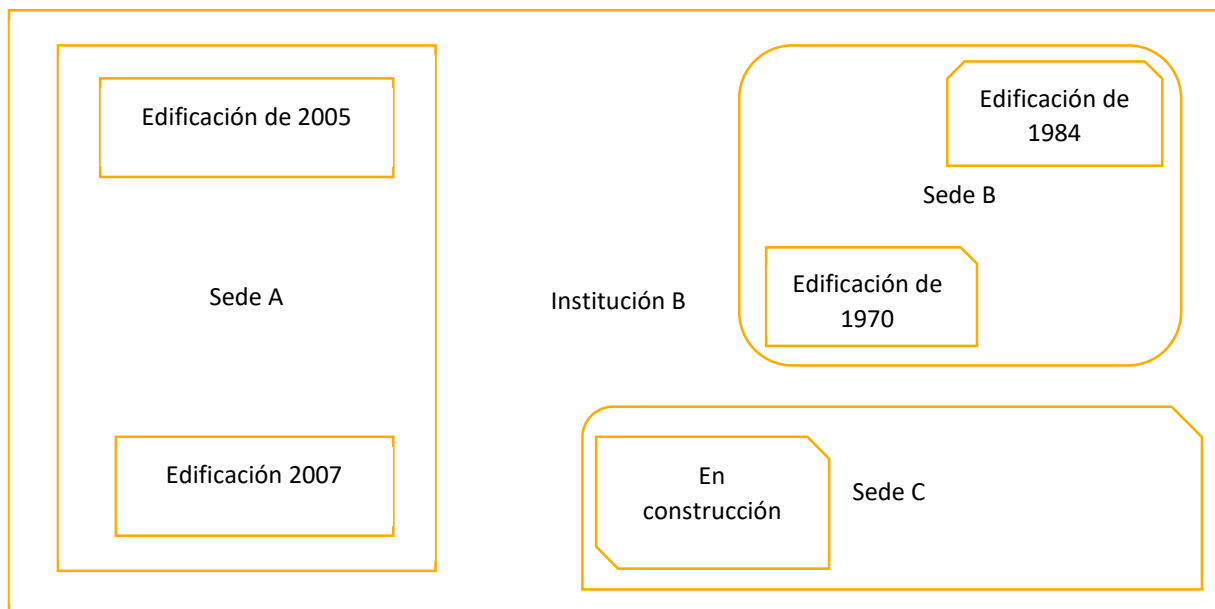 Edificación de 2005
Edificación de
1984
Sede B
Sede A
Institución B
Edificación de
1970
Edificación 2007
En
construcción
Sede C